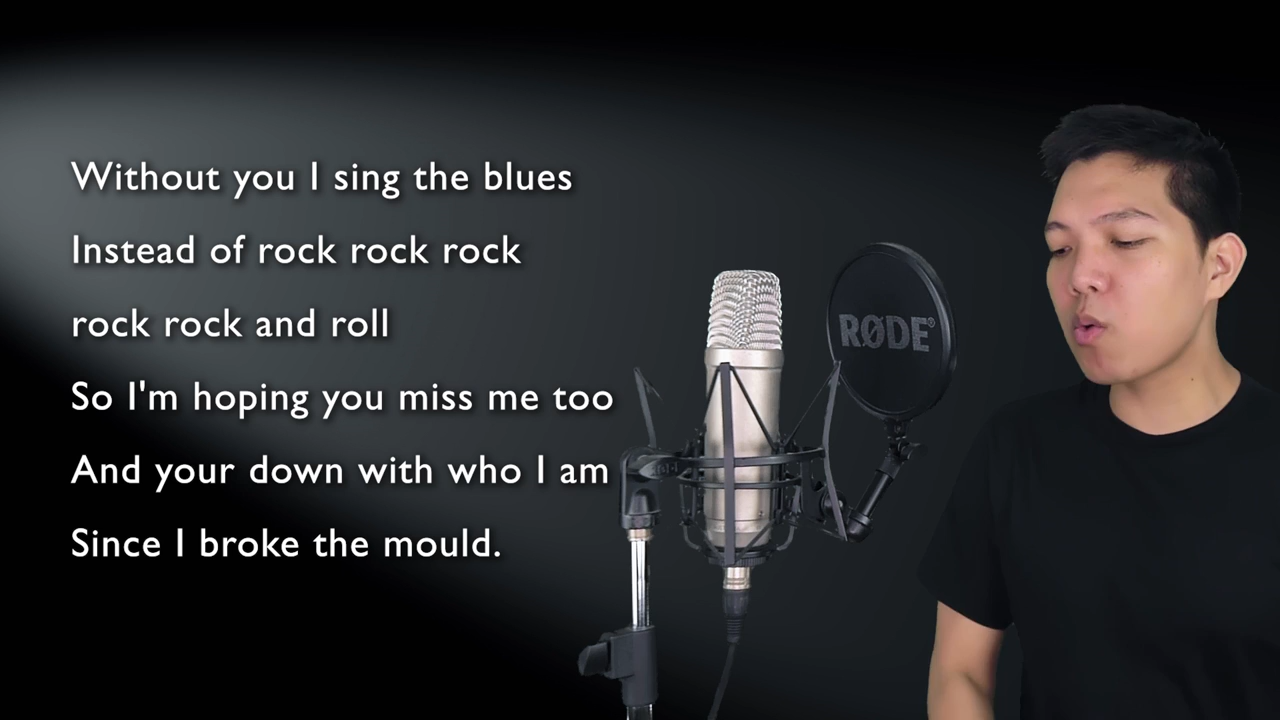 Without you I sing the blues
Instead of rock rock rock
rock rock and roll
So I'm hoping you miss me too
And your down with who I am
Since I broke the mould.
RØDE®